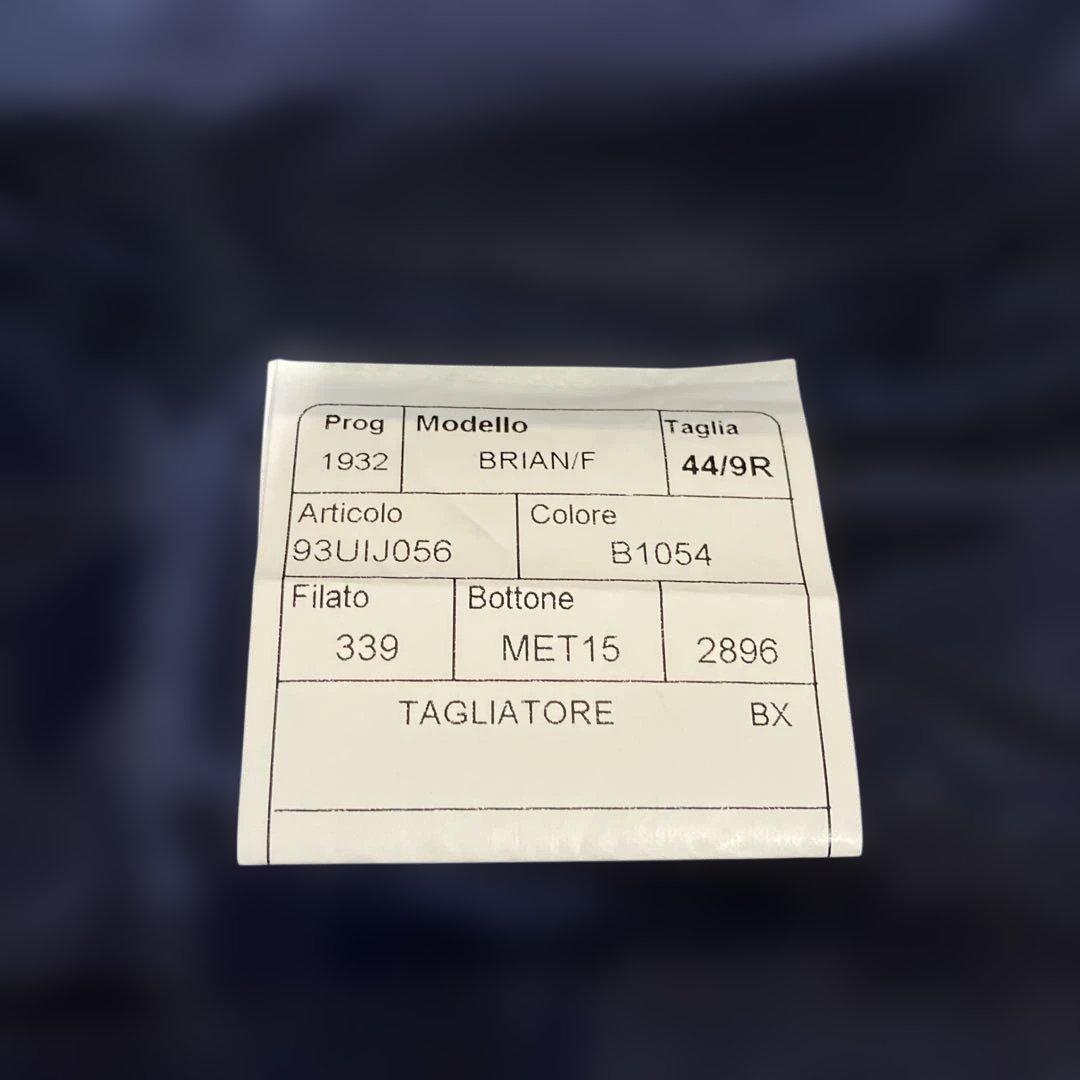 Prog Modello Taglia
1932 BRIAN/F 44/9R
Articolo Colore
93UIJ056 B1054
Filato Bottone
339 MET15 2896
TAGLIATORE BX